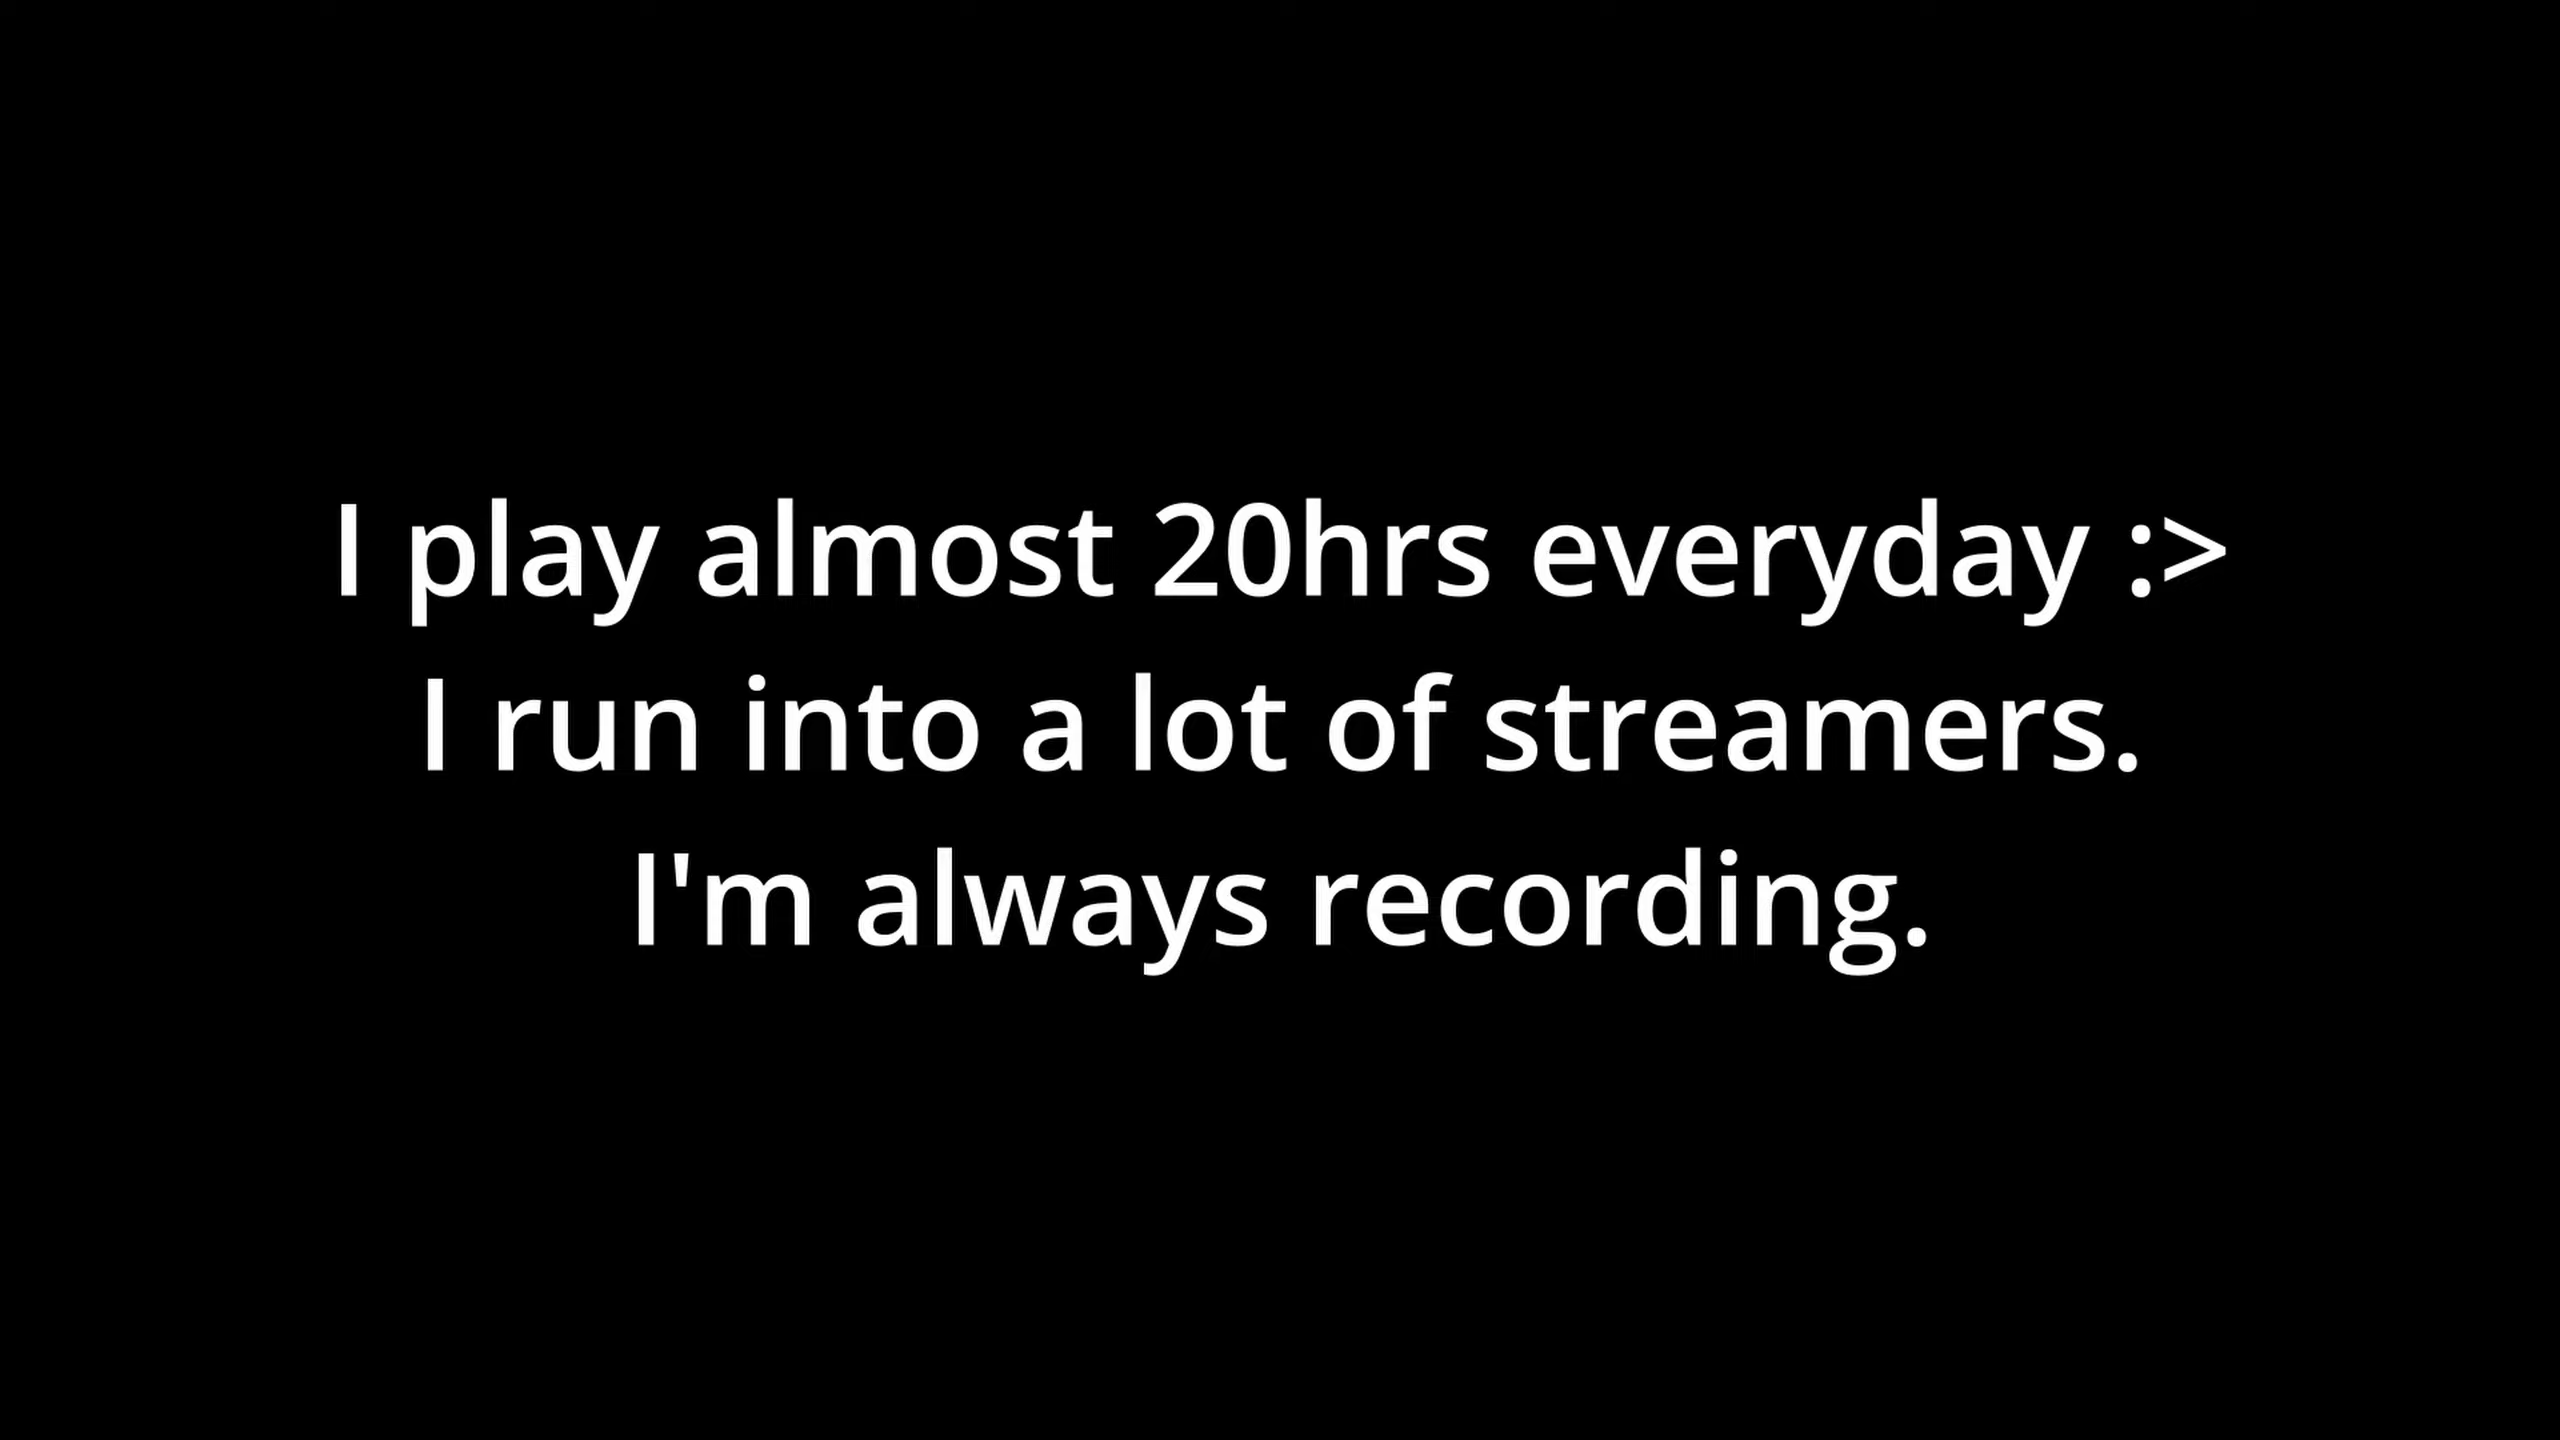 I play almost 20hrs everyday :>
I run into a lot of streamers.
I'm always recording.